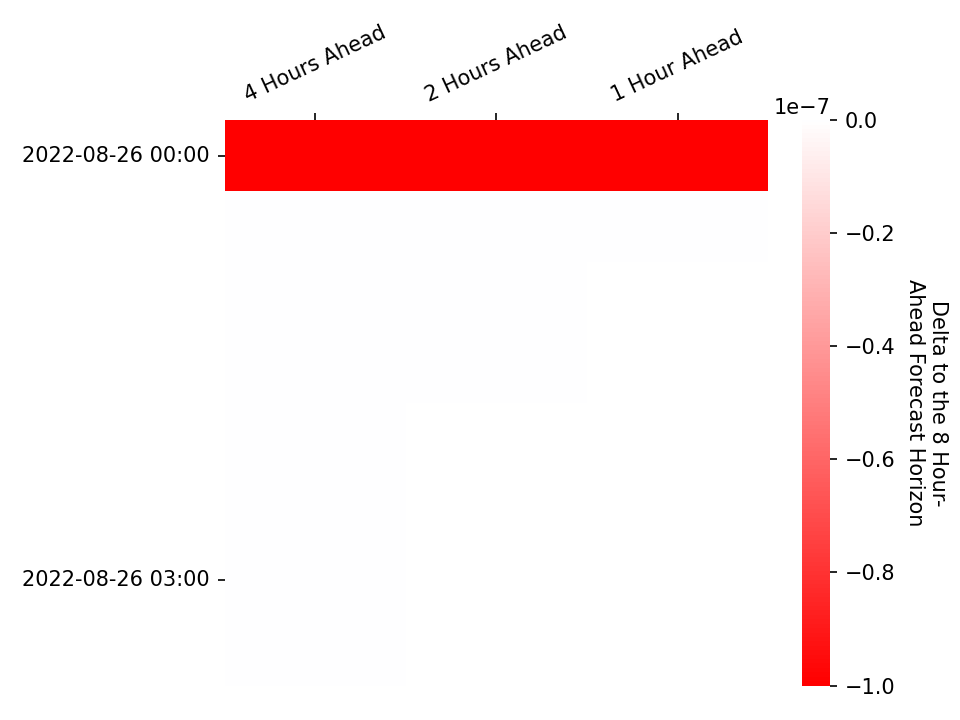 4 Hours Ahead
2 Hours Ahead
1 Hour Ahead
1e−7
0.0
2022-08-26 00:00
−0.2
−0.4
−0.6
2022-08-26 03:00
−0.8
−1.0
Delta to the 8 Hour-
Ahead Forecast Horizon